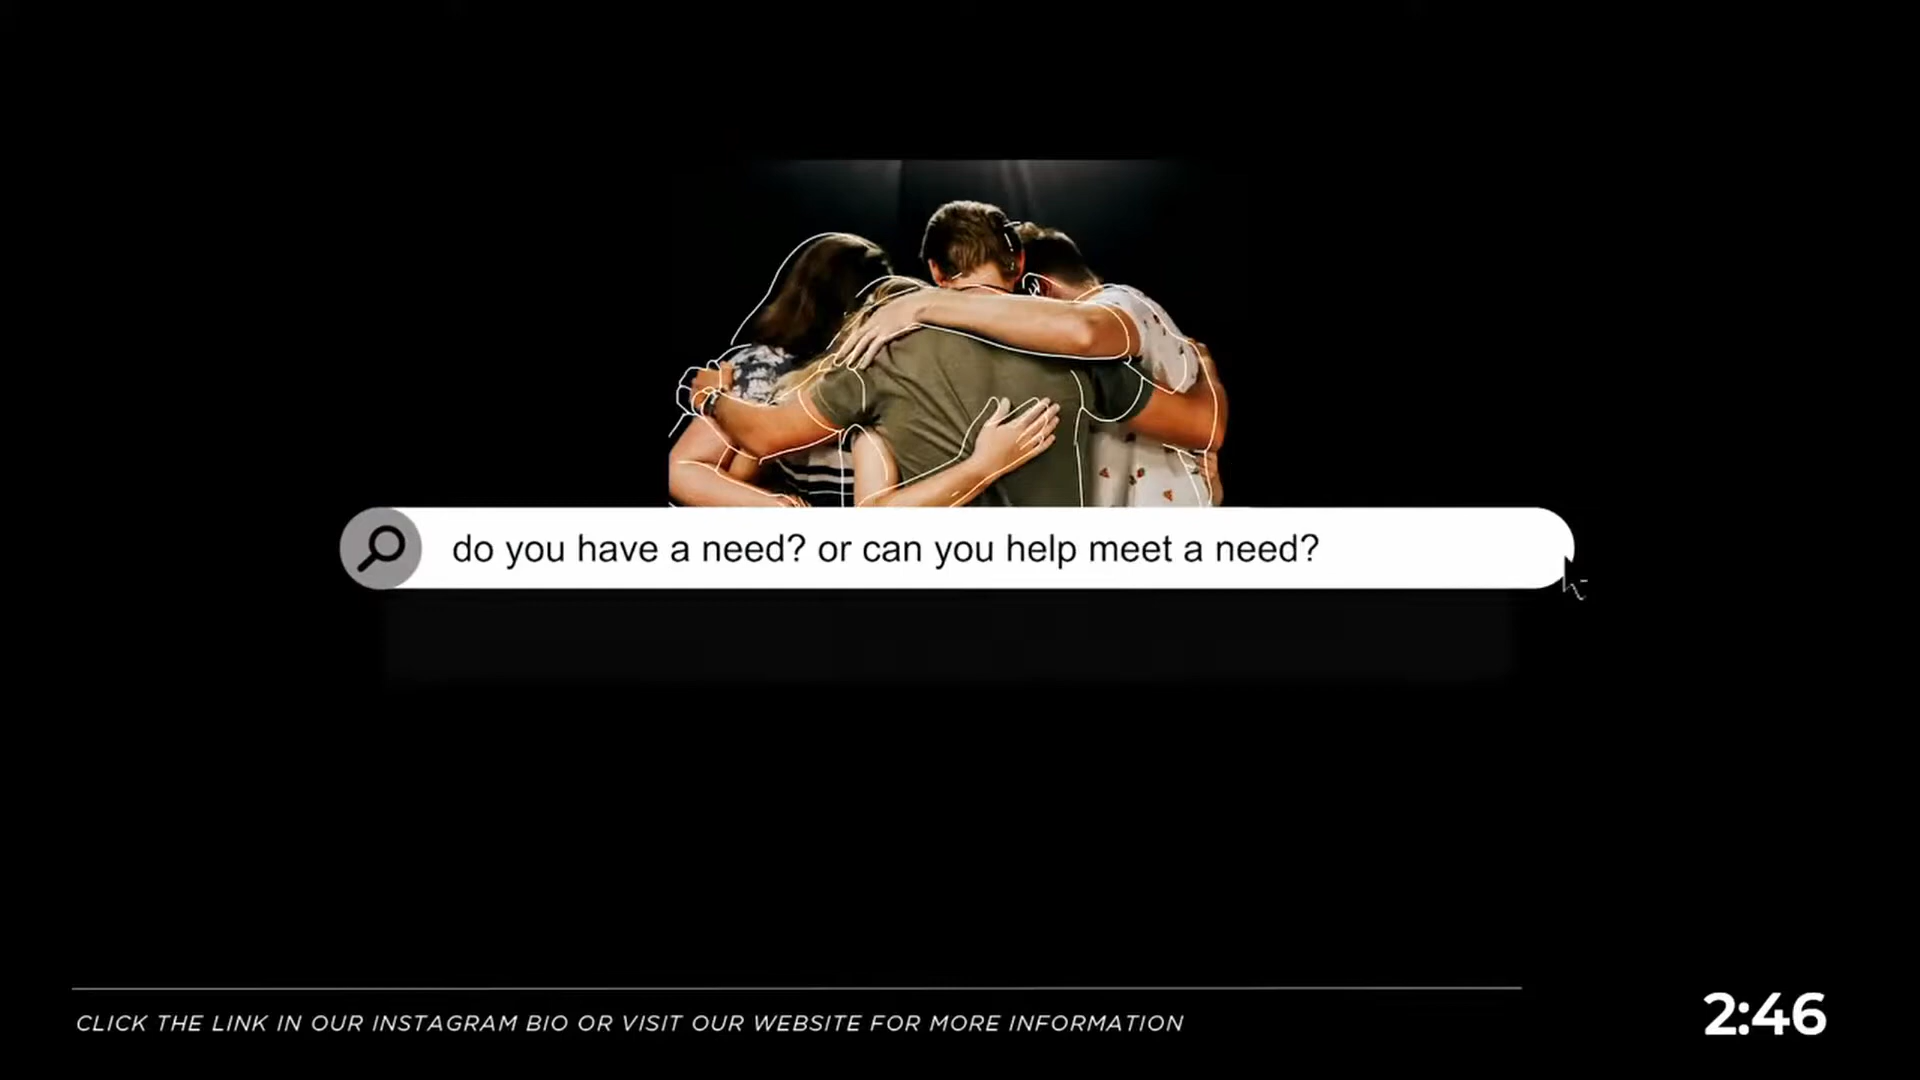 do you have a need? or can you help meet a need?
CLICK THE LINK IN OUR INSTAGRAM BIO OR VISIT OUR WEBSITE FOR MORE INFORMATION
2:46